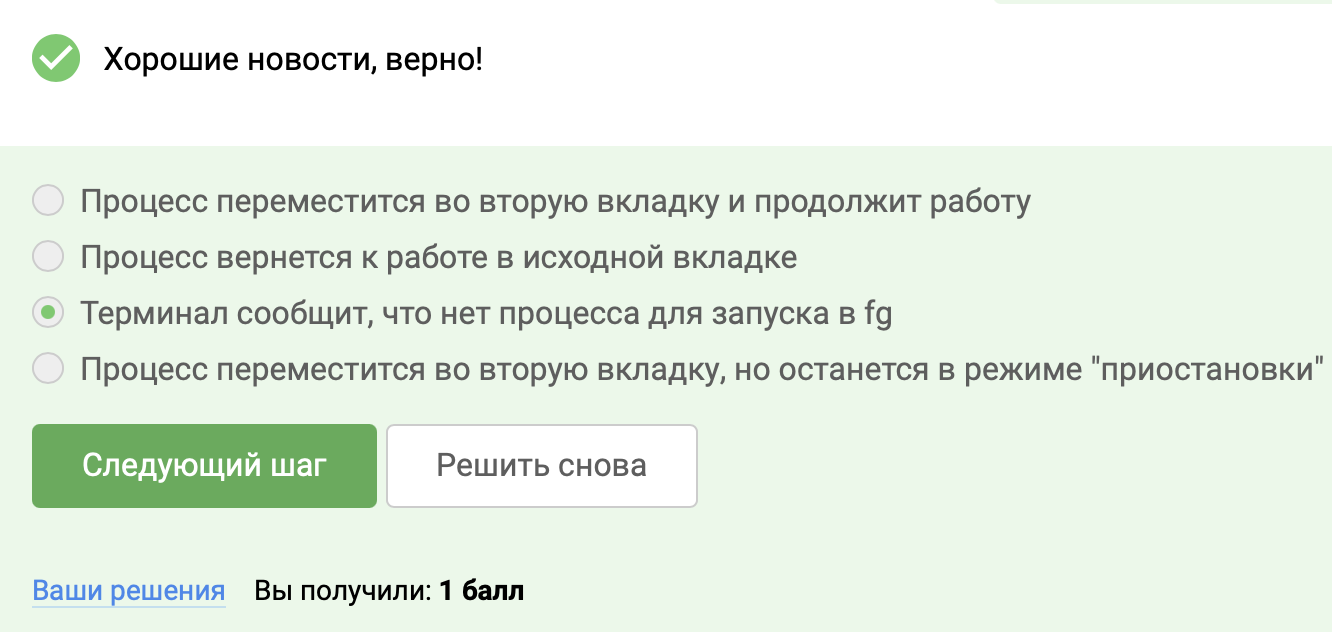 Хорошие новости, верно!
Процесс переместится во вторую вкладку и продолжит работу
Процесс вернется к работе в исходной вкладке
Терминал сообщит, что нет процесса для запуска в fg
Процесс переместится во вторую вкладку, но останется в режиме "приостановки"
Следующий шаг
Решить снова
Ваши решения Вы получили: 1 балл